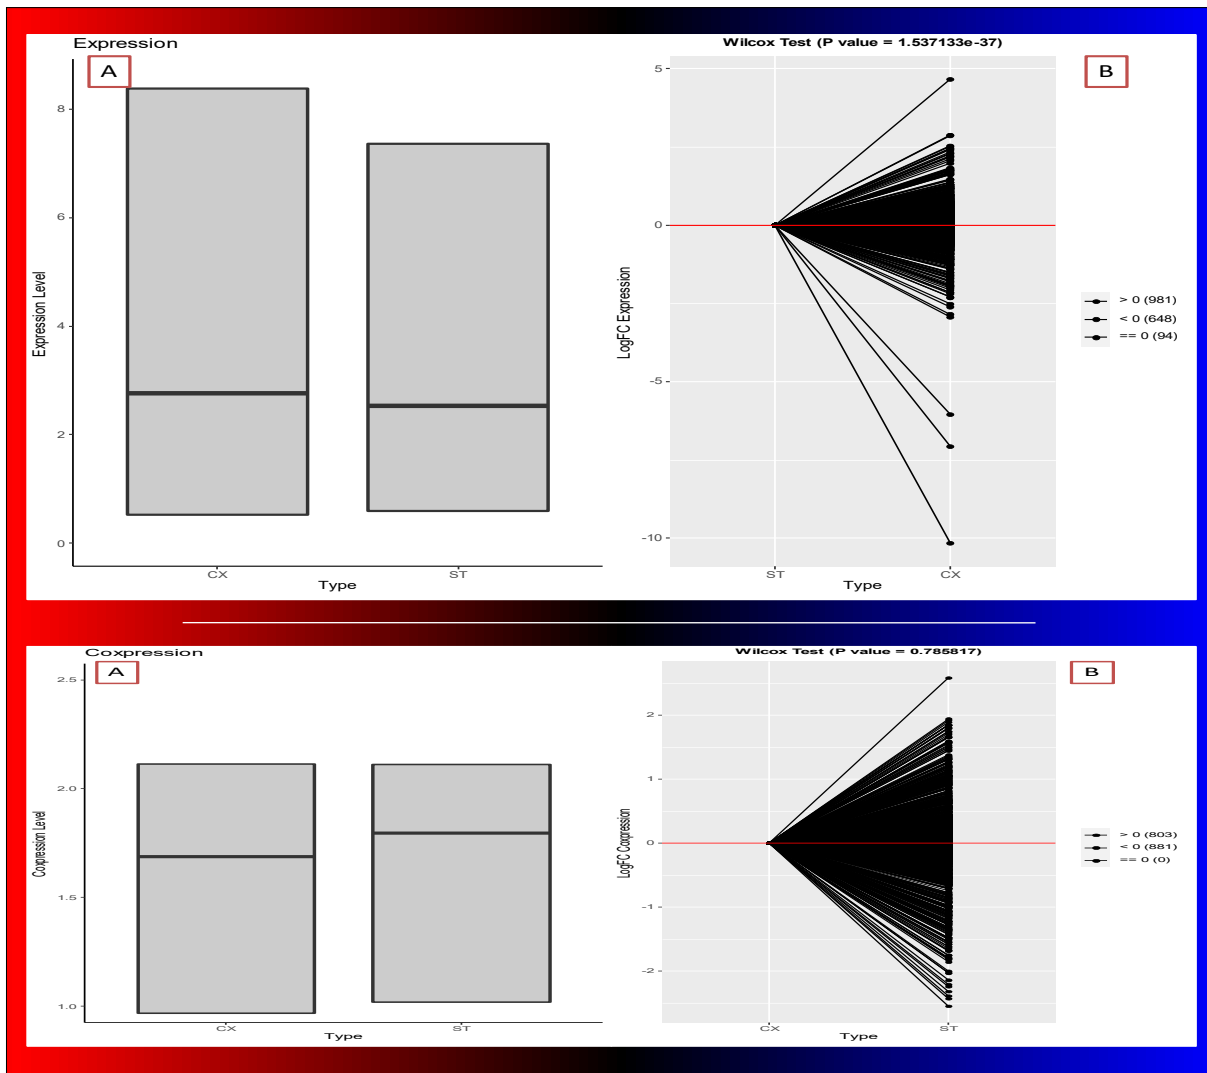 Expression
A
8
6
4
2
0
Expression Level
CX
ST
Type
Wilcox Test (P value = 1.537133e-37)
B
5
0
-5
-10
LogFC Expression
ST
CX
Type
> 0 (981)
< 0 (648)
== 0 (94)
Coxpression
A
2.5
2.0
1.5
1.0
Coxpression Level
CX
ST
Type
Wilcox Test (P value = 0.785817)
B
2
1
0
-1
-2
LogFC Coxpression
CX
ST
Type
> 0 (803)
< 0 (881)
== 0 (0)